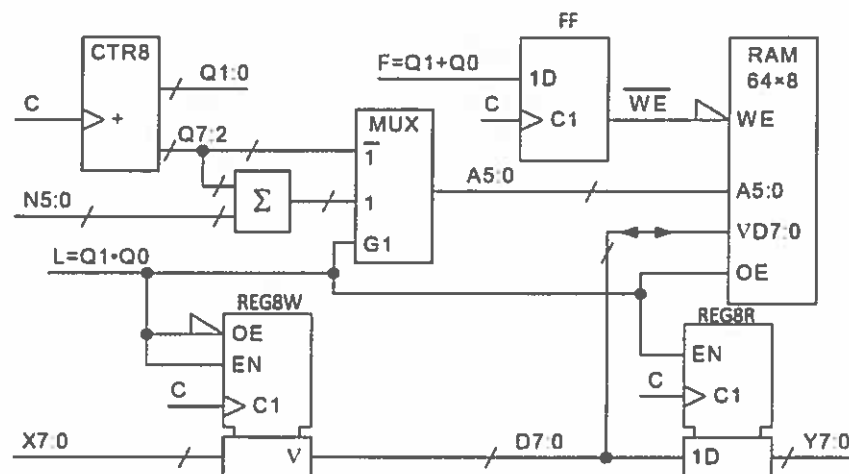 FF
CTR8
Q1:0
C
+
Q7:2
N5:0
Σ
MUX
1̅
1
G1
F=Q1+Q0
1D
C
C1
W̅E̅
RAM
64×8
WE
A5:0
A5:0
∇D7:0
OE
L=Q1•Q0
REG8W
OE
EN
C
C1
X7:0
∇
D7:0
REG8R
EN
C
C1
1D
Y7:0